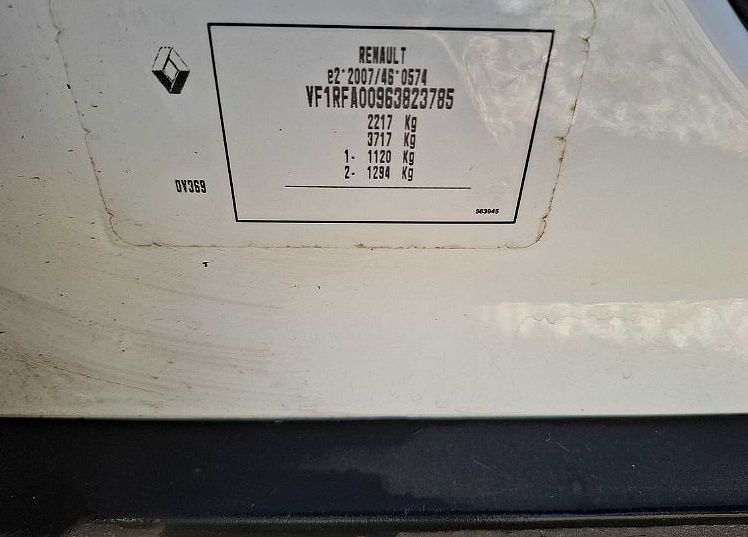 RENAULT
e2*2007/46*0574
VF1RFA00963823785
2217 Kg
3717 Kg
1- 1120 Kg
2- 1294 Kg
DV369
563945